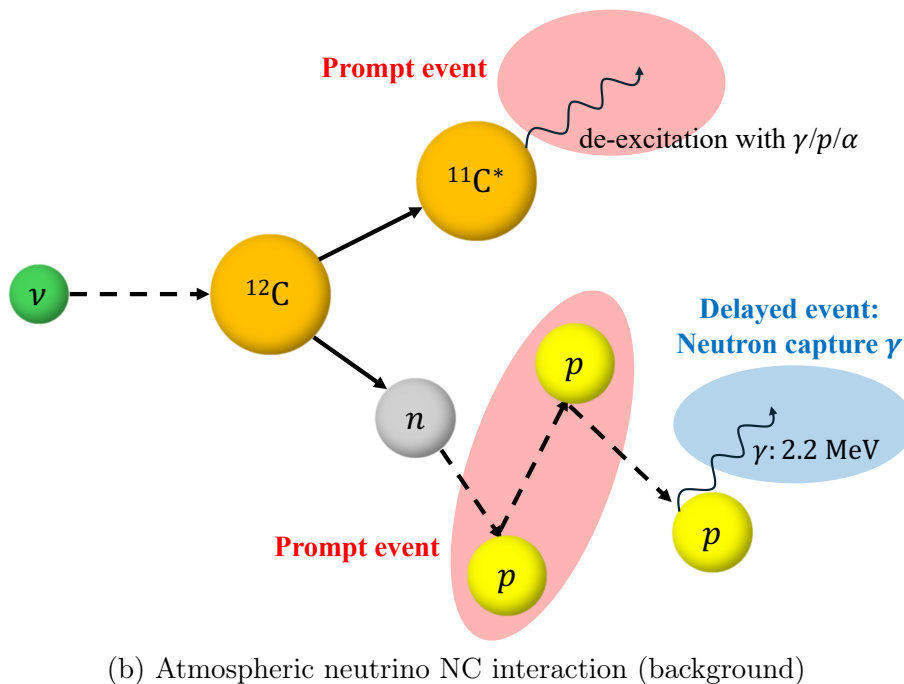 Prompt event
de-excitation with γ/p/α
¹¹C*
¹²C
ν
Delayed event:
Neutron capture γ
p
n
γ: 2.2 MeV
Prompt event
p
p
(b) Atmospheric neutrino NC interaction (background)